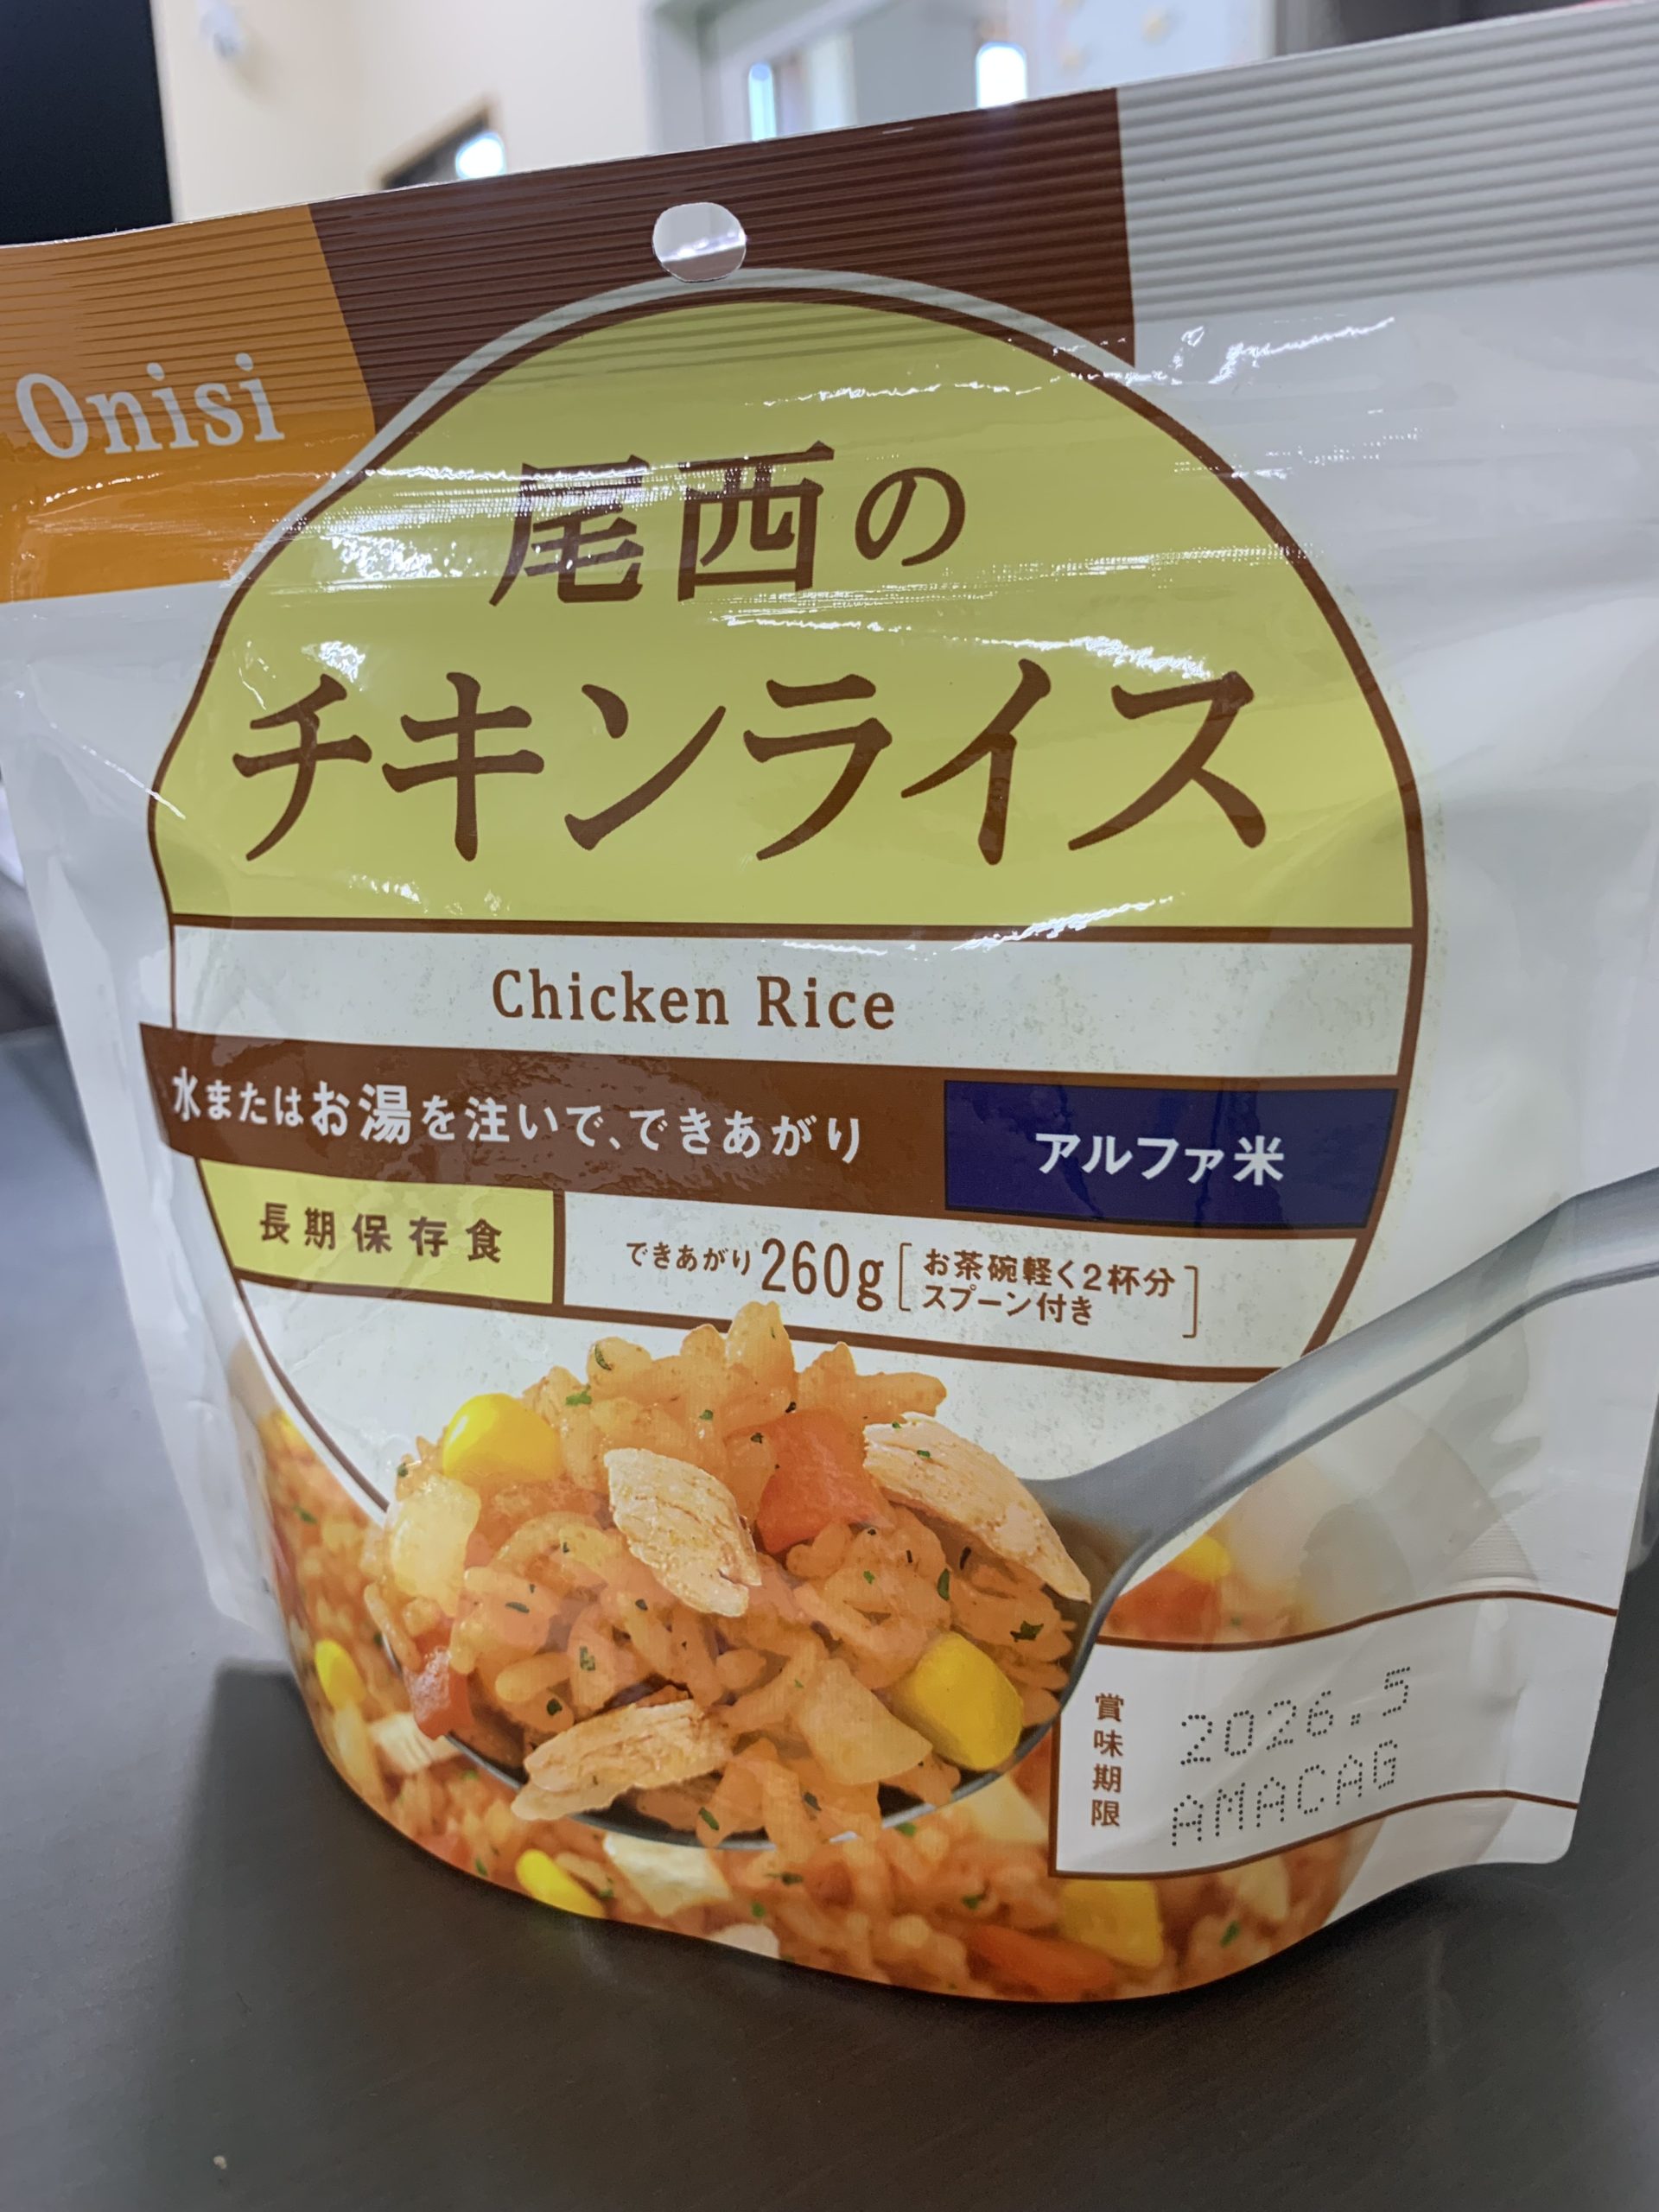 Onisi
尾西の
チキンライス
Chicken Rice
水またはお湯を注いで、できあがり
アルファ米
長期保存食
できあがり260g[お茶碗軽く2杯分
スプーン付き]
賞味期限
2026.5
AMACAG